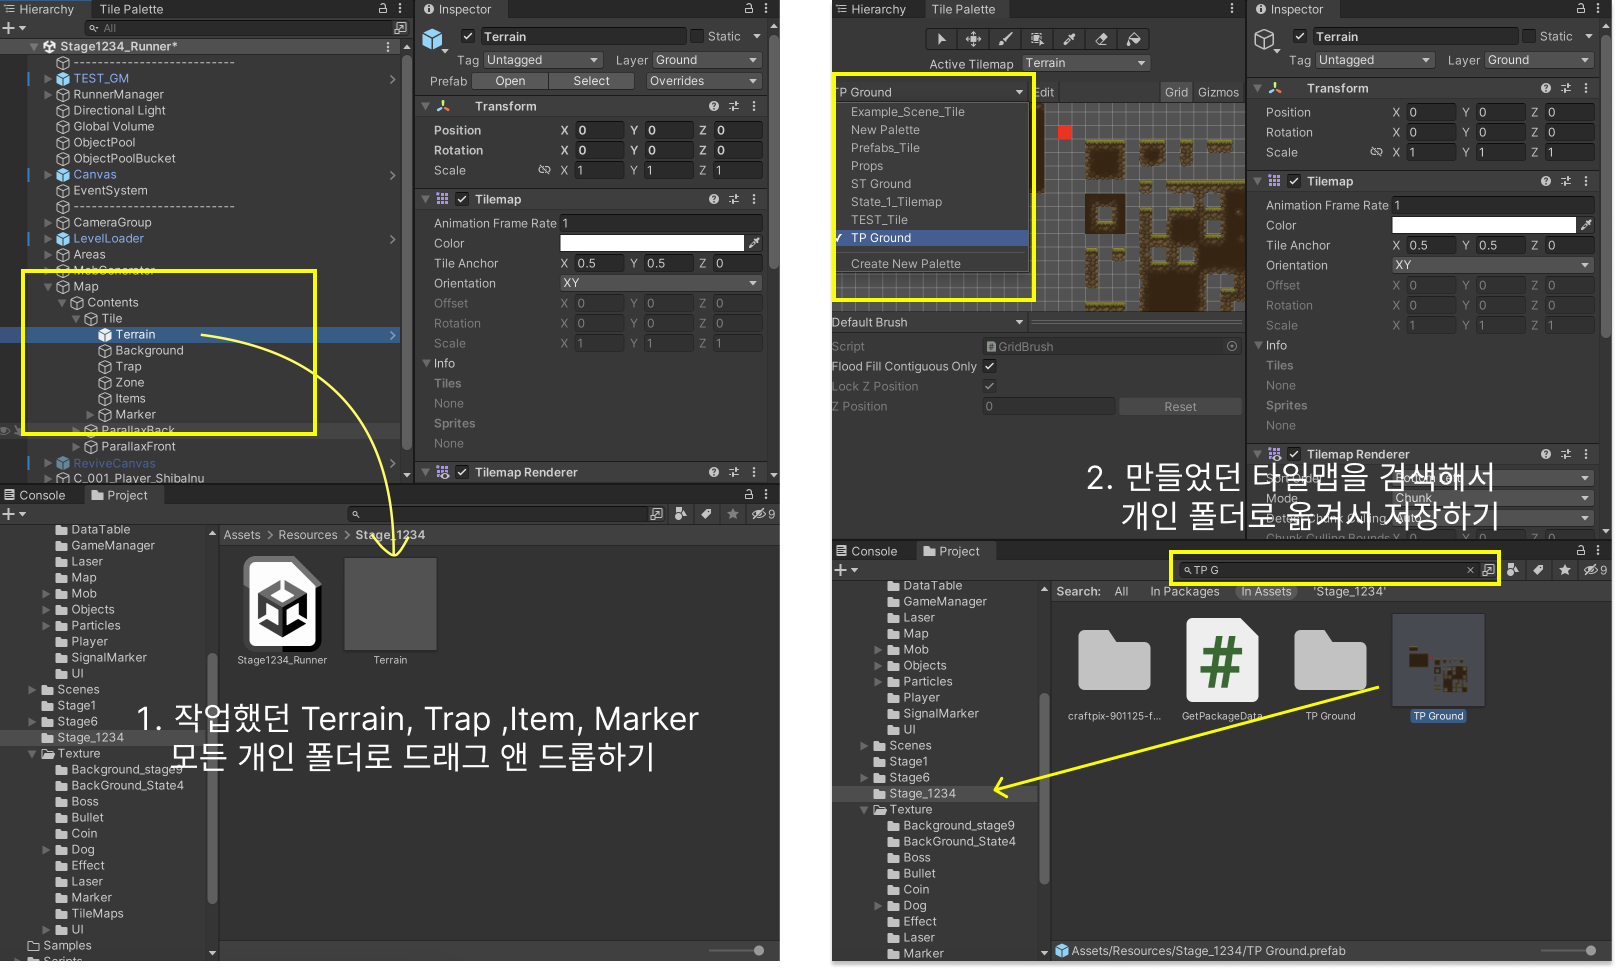 Hierarchy
Tile Palette
All
Stage1234_Runner*
TEST_GM
RunnerManager
Directional Light
Global Volume
ObjectPool
ObjectPoolBucket
Canvas
EventSystem
CameraGroup
LevelLoader
Areas
MobGenerator
Map
Contents
Tile
Terrain
Background
Trap
Zone
Items
Marker
ParallaxBack
ParallaxFront
ReviveCanvas
C_001_Player_ShibaInu
Inspector
Terrain
Static
Tag Untagged Layer Ground
Prefab Open Select Overrides
Transform
Position X 0 Y 0 Z 0
Rotation X 0 Y 0 Z 0
Scale X 1 Y 1 Z 1
Tilemap
Animation Frame Rate 1
Color
Tile Anchor X 0.5 Y 0.5 Z 0
Orientation XY
Offset X 0 Y 0 Z 0
Rotation X 0 Y 0 Z 0
Scale X 1 Y 1 Z 1
Info
Tiles
None
Sprites
None
Tilemap Renderer
Console
Project
9
DataTable
GameManager
Laser
Map
Mob
Objects
Particles
Player
SignalMarker
UI
Scenes
Stage1
Stage6
Stage_1234
Texture
Background_stage9
BackGround_State4
Boss
Bullet
Coin
Dog
Effect
Laser
Marker
TileMaps
UI
Samples
Scripts
Assets > Resources > Stage_1234
Stage1234_Runner
Terrain
1. 작업했던 Terrain, Trap ,Item, Marker
모든 개인 폴더로 드래그 앤 드롭하기
Hierarchy
Tile Palette
Active Tilemap Terrain
TP Ground
Edit
Grid
Gizmos
Example_Scene_Tile
New Palette
Prefabs_Tile
Props
ST Ground
State_1_Tilemap
TEST_Tile
TP Ground
Create New Palette
Default Brush
Script GridBrush
Flood Fill Contiguous Only
Lock Z Position
Z Position 0 Reset
Inspector
Terrain
Static
Tag Untagged Layer Ground
Transform
Position X 0 Y 0 Z 0
Rotation X 0 Y 0 Z 0
Scale X 1 Y 1 Z 1
Tilemap
Animation Frame Rate 1
Color
Tile Anchor X 0.5 Y 0.5 Z 0
Orientation XY
Offset X 0 Y 0 Z 0
Rotation X 0 Y 0 Z 0
Scale X 1 Y 1 Z 1
Info
Tiles
None
Sprites
None
Tilemap Renderer
Mode Chunk
2. 만들었던 타일맵을 검색해서
개인 폴더로 옮겨서 저장하기
Console
Project
TP G
9
Search: All In Packages In Assets 'Stage_1234'
DataTable
GameManager
Laser
Map
Mob
Objects
Particles
Player
SignalMarker
UI
Scenes
Stage1
Stage6
Stage_1234
Texture
Background_stage9
BackGround_State4
Boss
Bullet
Coin
Dog
Effect
Laser
Marker
craftpix-901125-f...
GetPackageData
TP Ground
TP Ground
Assets/Resources/Stage_1234/TP Ground.prefab